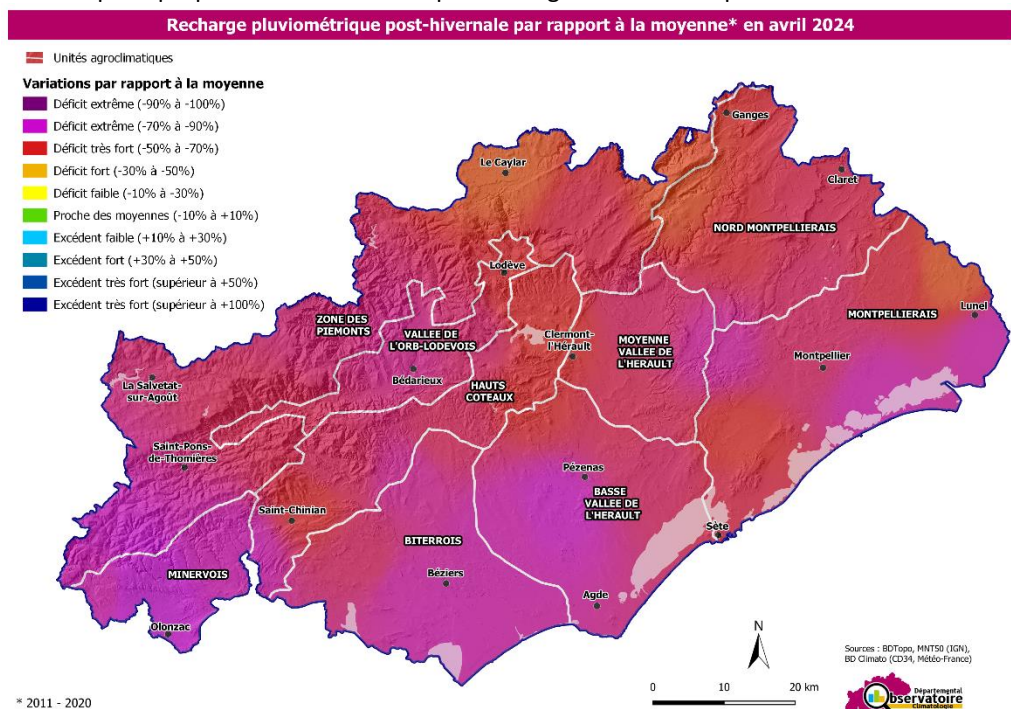 Recharge pluviométrique post-hivernale par rapport à la moyenne* en avril 2024
Unités agroclimatiques
Variations par rapport à la moyenne
Déficit extrême (-90% à -100%)
Déficit extrême (-70% à -90%)
Déficit très fort (-50% à -70%)
Déficit fort (-30% à -50%)
Déficit faible (-10% à -30%)
Proche des moyennes (-10% à +10%)
Excédent faible (+10% à +30%)
Excédent fort (+30% à +50%)
Excédent très fort (supérieur à +50%)
Excédent très fort (supérieur à +100%)
Ganges
Le Caylar
Claret
NORD MONTPELLIERAIS
Lodève
Lunel
ZONE DES
PIEMONTS
VALLEE DE
L'ORB-LODEVOIS
Clermont-
l'Hérault
MOYENNE
VALLEE DE
L'HERAULT
MONTPELLIERAIS
Montpellier
La Salvetat-
sur-Agoût
Bédarieux
HAUTS
COTEAUX
Saint-Pons-
de-Thomières
Pézenas
BASSE
VALLEE DE
L'HERAULT
Saint-Chinian
Sète
BITERROIS
MINERVOIS
Béziers
Agde
Olonzac
N
Sources : BDTopo, MNT50 (IGN),
BD Climato (CD34, Météo-France)
0 10 20 km
Départemental
Observatoire
Climatologie
* 2011 - 2020